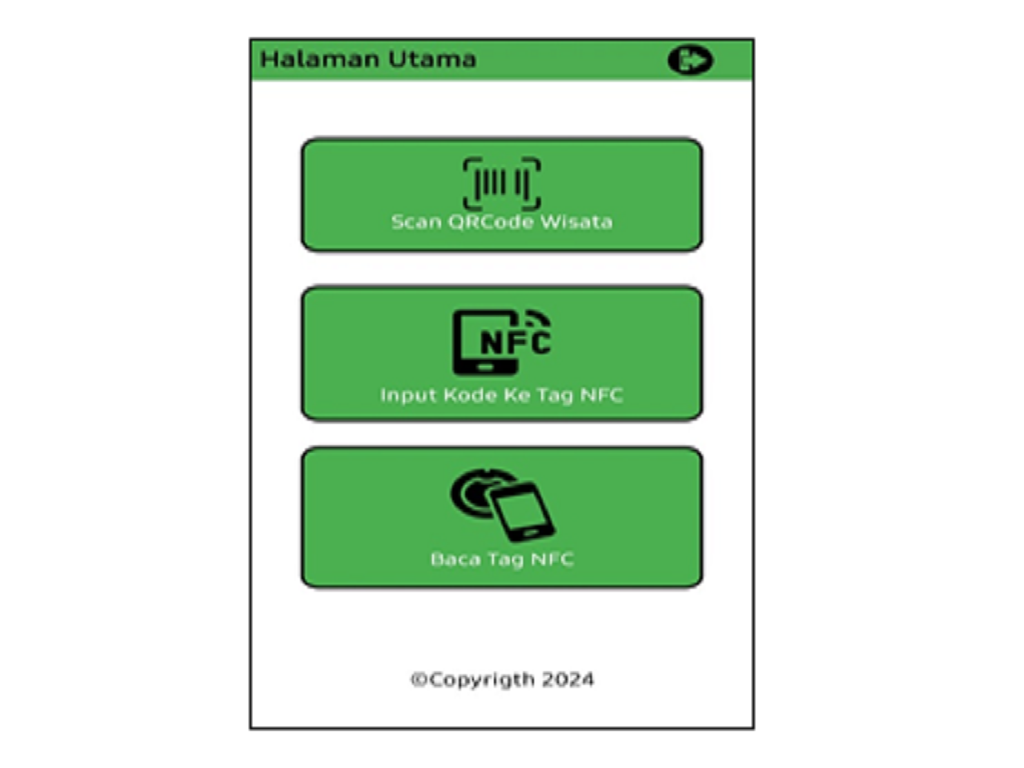 Halaman Utama
Scan QRCode Wisata
NFC
Input Kode Ke Tag NFC
Baca Tag NFC
©Copyrigth 2024